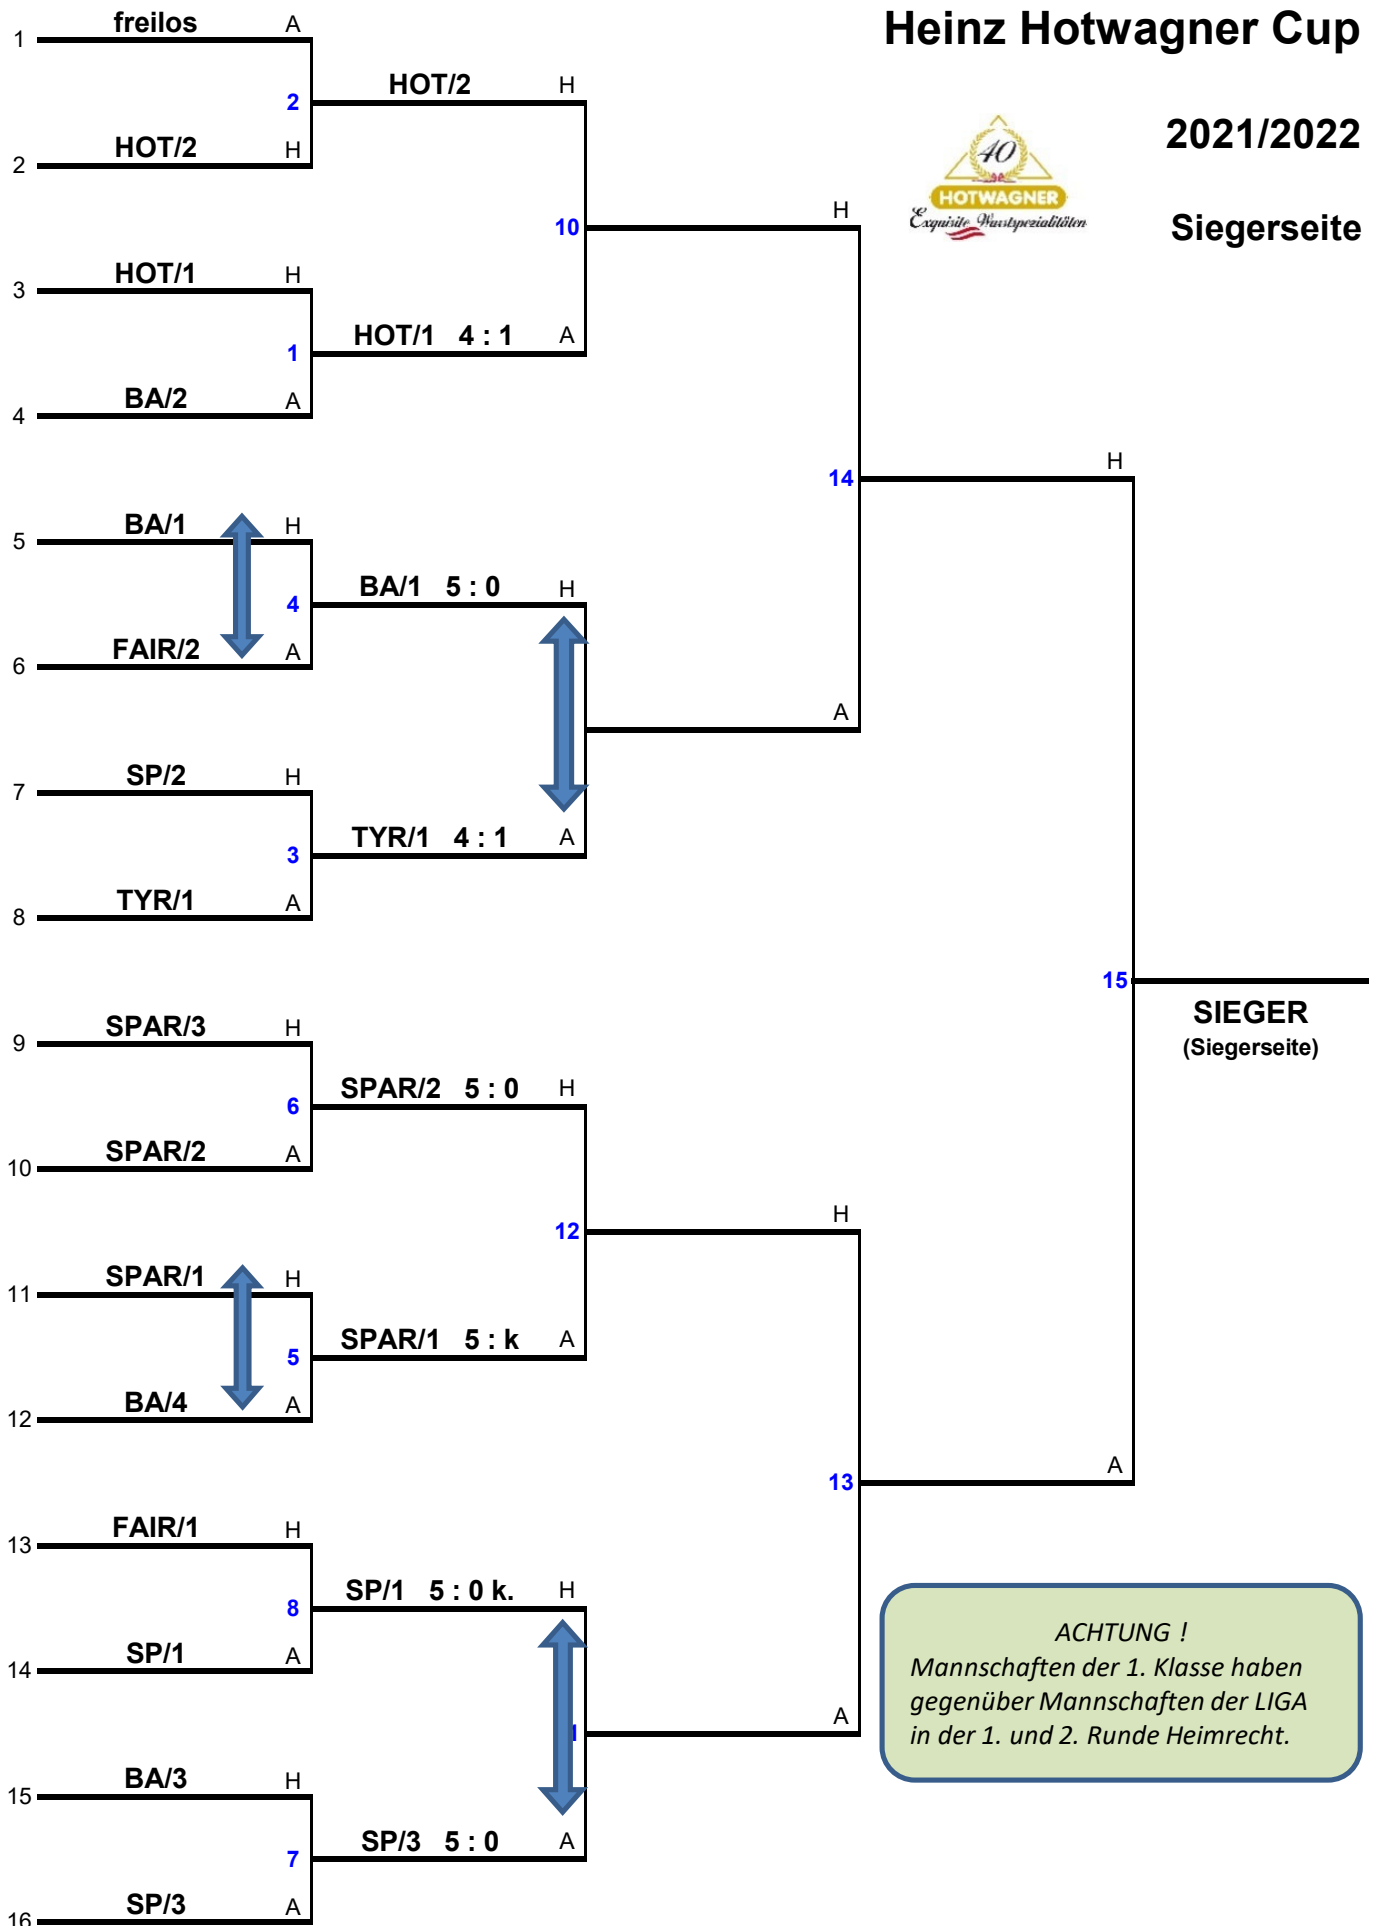 Heinz Hotwagner Cup
2021/2022
Siegerseite
40
HOTWAGNER
Exquisite Wurstspezialitäten
1 freilos A
2 HOT/2 H
HOT/2 H
2
10 H
3 HOT/1 H
HOT/1 4 : 1 A
1
4 BA/2 A
14 H
5 BA/1 H
BA/1 5 : 0 H
4
6 FAIR/2 A
A
7 SP/2 H
TYR/1 4 : 1 A
3
8 TYR/1 A
15
SIEGER
(Siegerseite)
9 SPAR/3 H
SPAR/2 5 : 0 H
6
10 SPAR/2 A
12 H
11 SPAR/1 H
SPAR/1 5 : k A
5
12 BA/4 A
13 A
13 FAIR/1 H
SP/1 5 : 0 k. H
8
14 SP/1 A
A
15 BA/3 H
SP/3 5 : 0 A
7
16 SP/3 A
ACHTUNG !
Mannschaften der 1. Klasse haben
gegenüber Mannschaften der LIGA
in der 1. und 2. Runde Heimrecht.